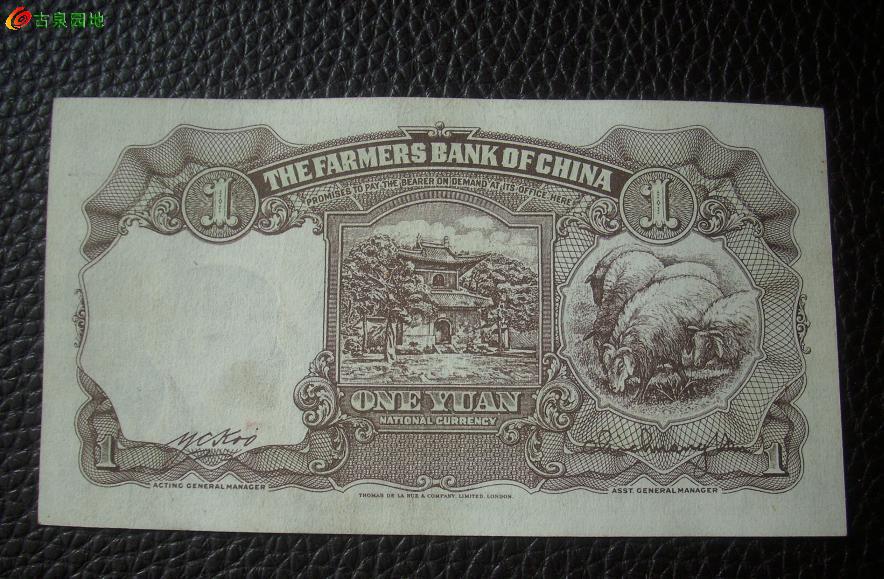 古泉园地
THE FARMERS BANK OF CHINA
PROMISES TO PAY THE BEARER ON DEMAND AT ITS OFFICE HERE
1
1
ONE YUAN
NATIONAL CURRENCY
Y C Koo
1
1
ACTING GENERAL MANAGER
THOMAS DE LA RUE & COMPANY, LIMITED, LONDON.
ASST. GENERAL MANAGER